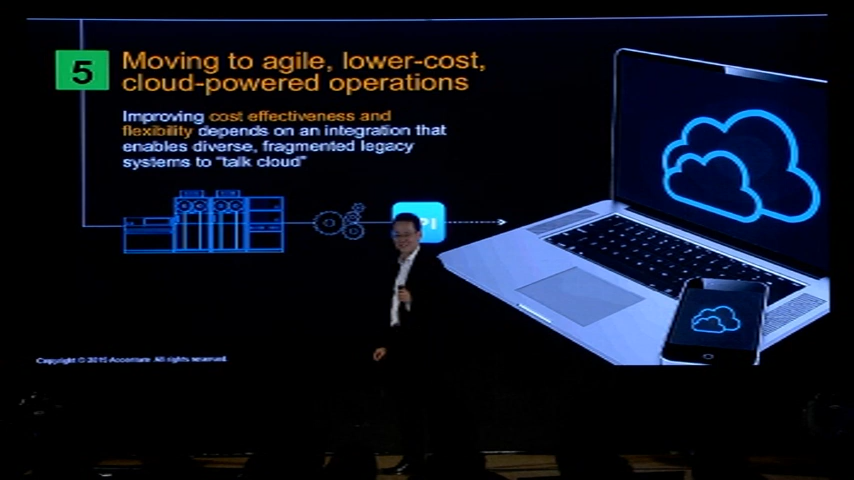 5
Moving to agile, lower-cost,
cloud-powered operations
Improving cost effectiveness and
flexibility depends on an integration that
enables diverse, fragmented legacy
systems to "talk cloud"
PI
Copyright © 2015 Accenture All rights reserved.